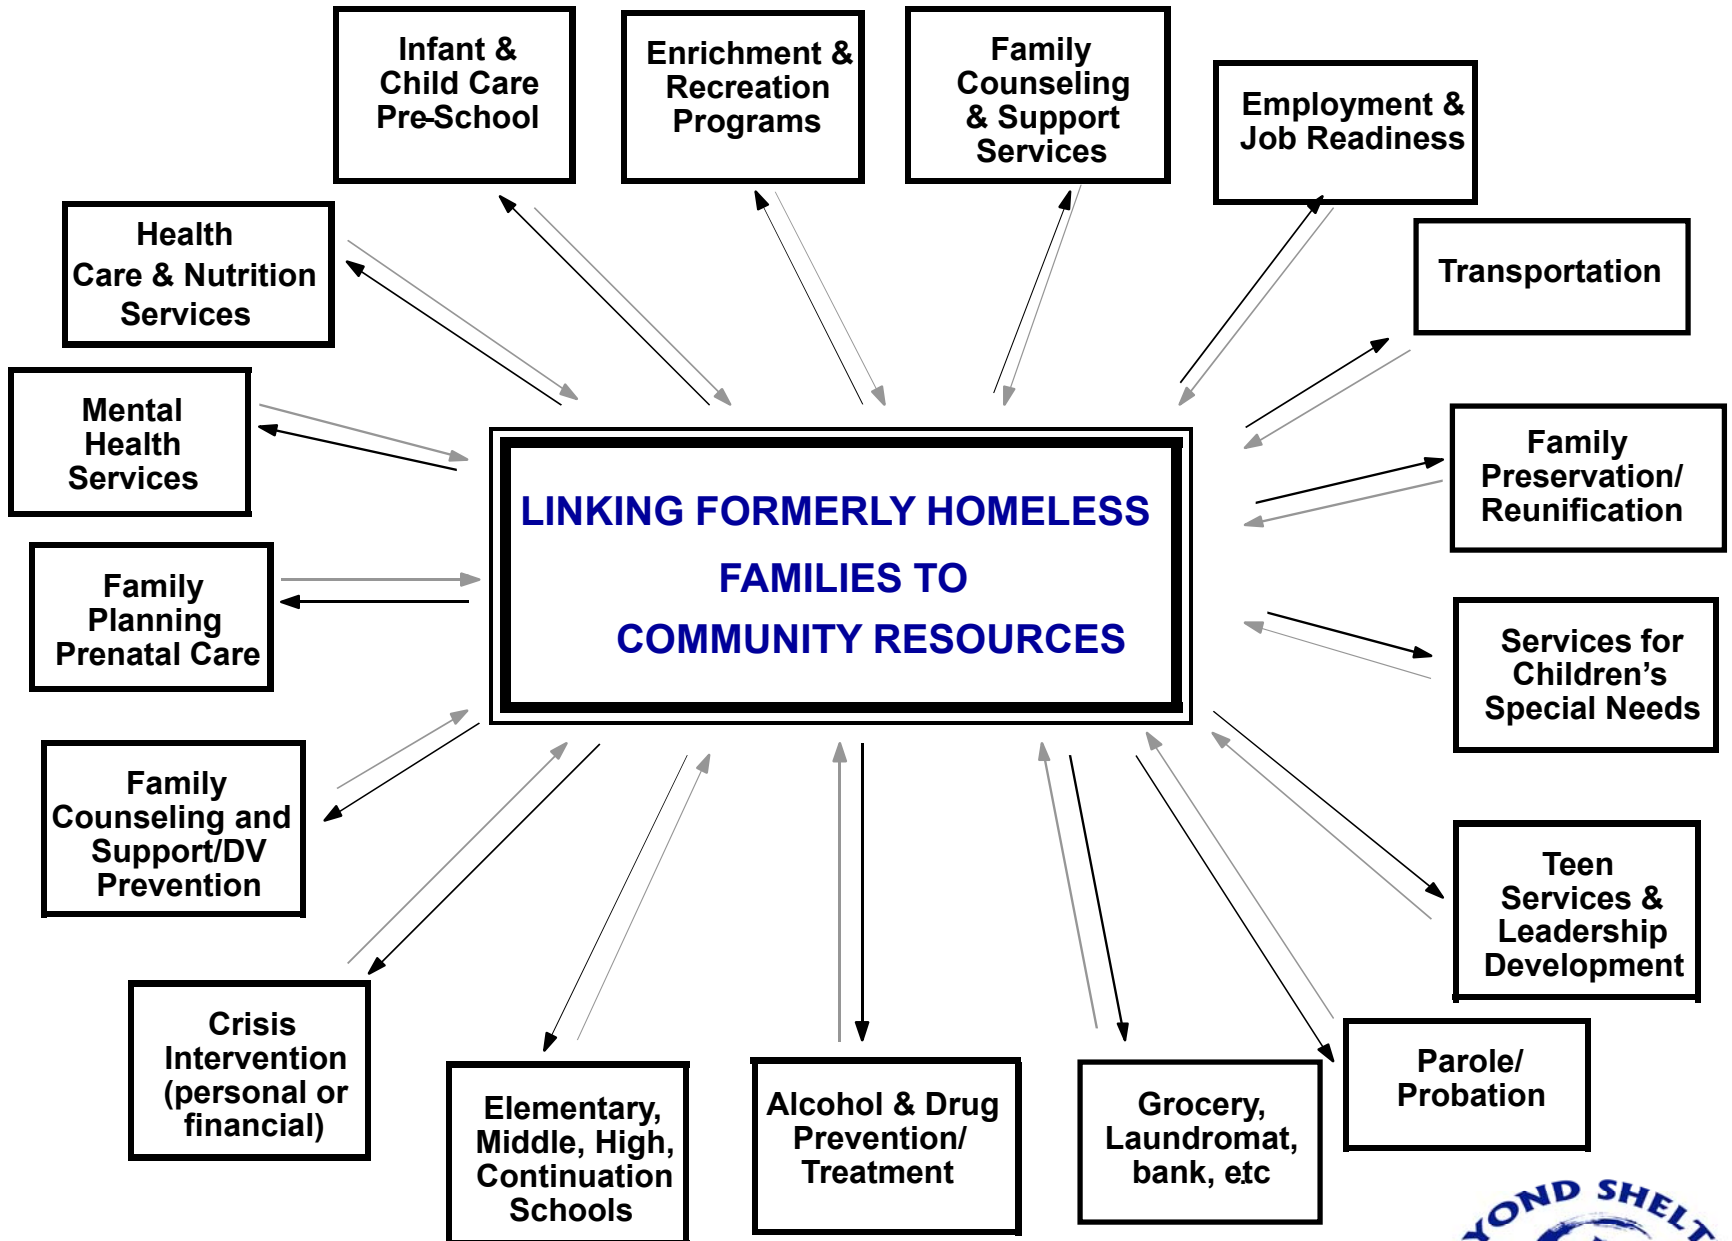 Infant &
Child Care
Pre-School
Enrichment &
Recreation
Programs
Family
Counseling
& Support
Services
Employment &
Job Readiness
Transportation
Health
Care & Nutrition
Services
Mental
Health
Services
Family
Preservation/
Reunification
LINKING FORMERLY HOMELESS
FAMILIES TO
COMMUNITY RESOURCES
Family
Planning
Prenatal Care
Services for
Children’s
Special Needs
Family
Counseling and
Support/DV
Prevention
Teen
Services &
Leadership
Development
Crisis
Intervention
(personal or
financial)
Elementary,
Middle, High,
Continuation
Schools
Alcohol & Drug
Prevention/
Treatment
Grocery,
Laundromat,
bank, etc
Parole/
Probation